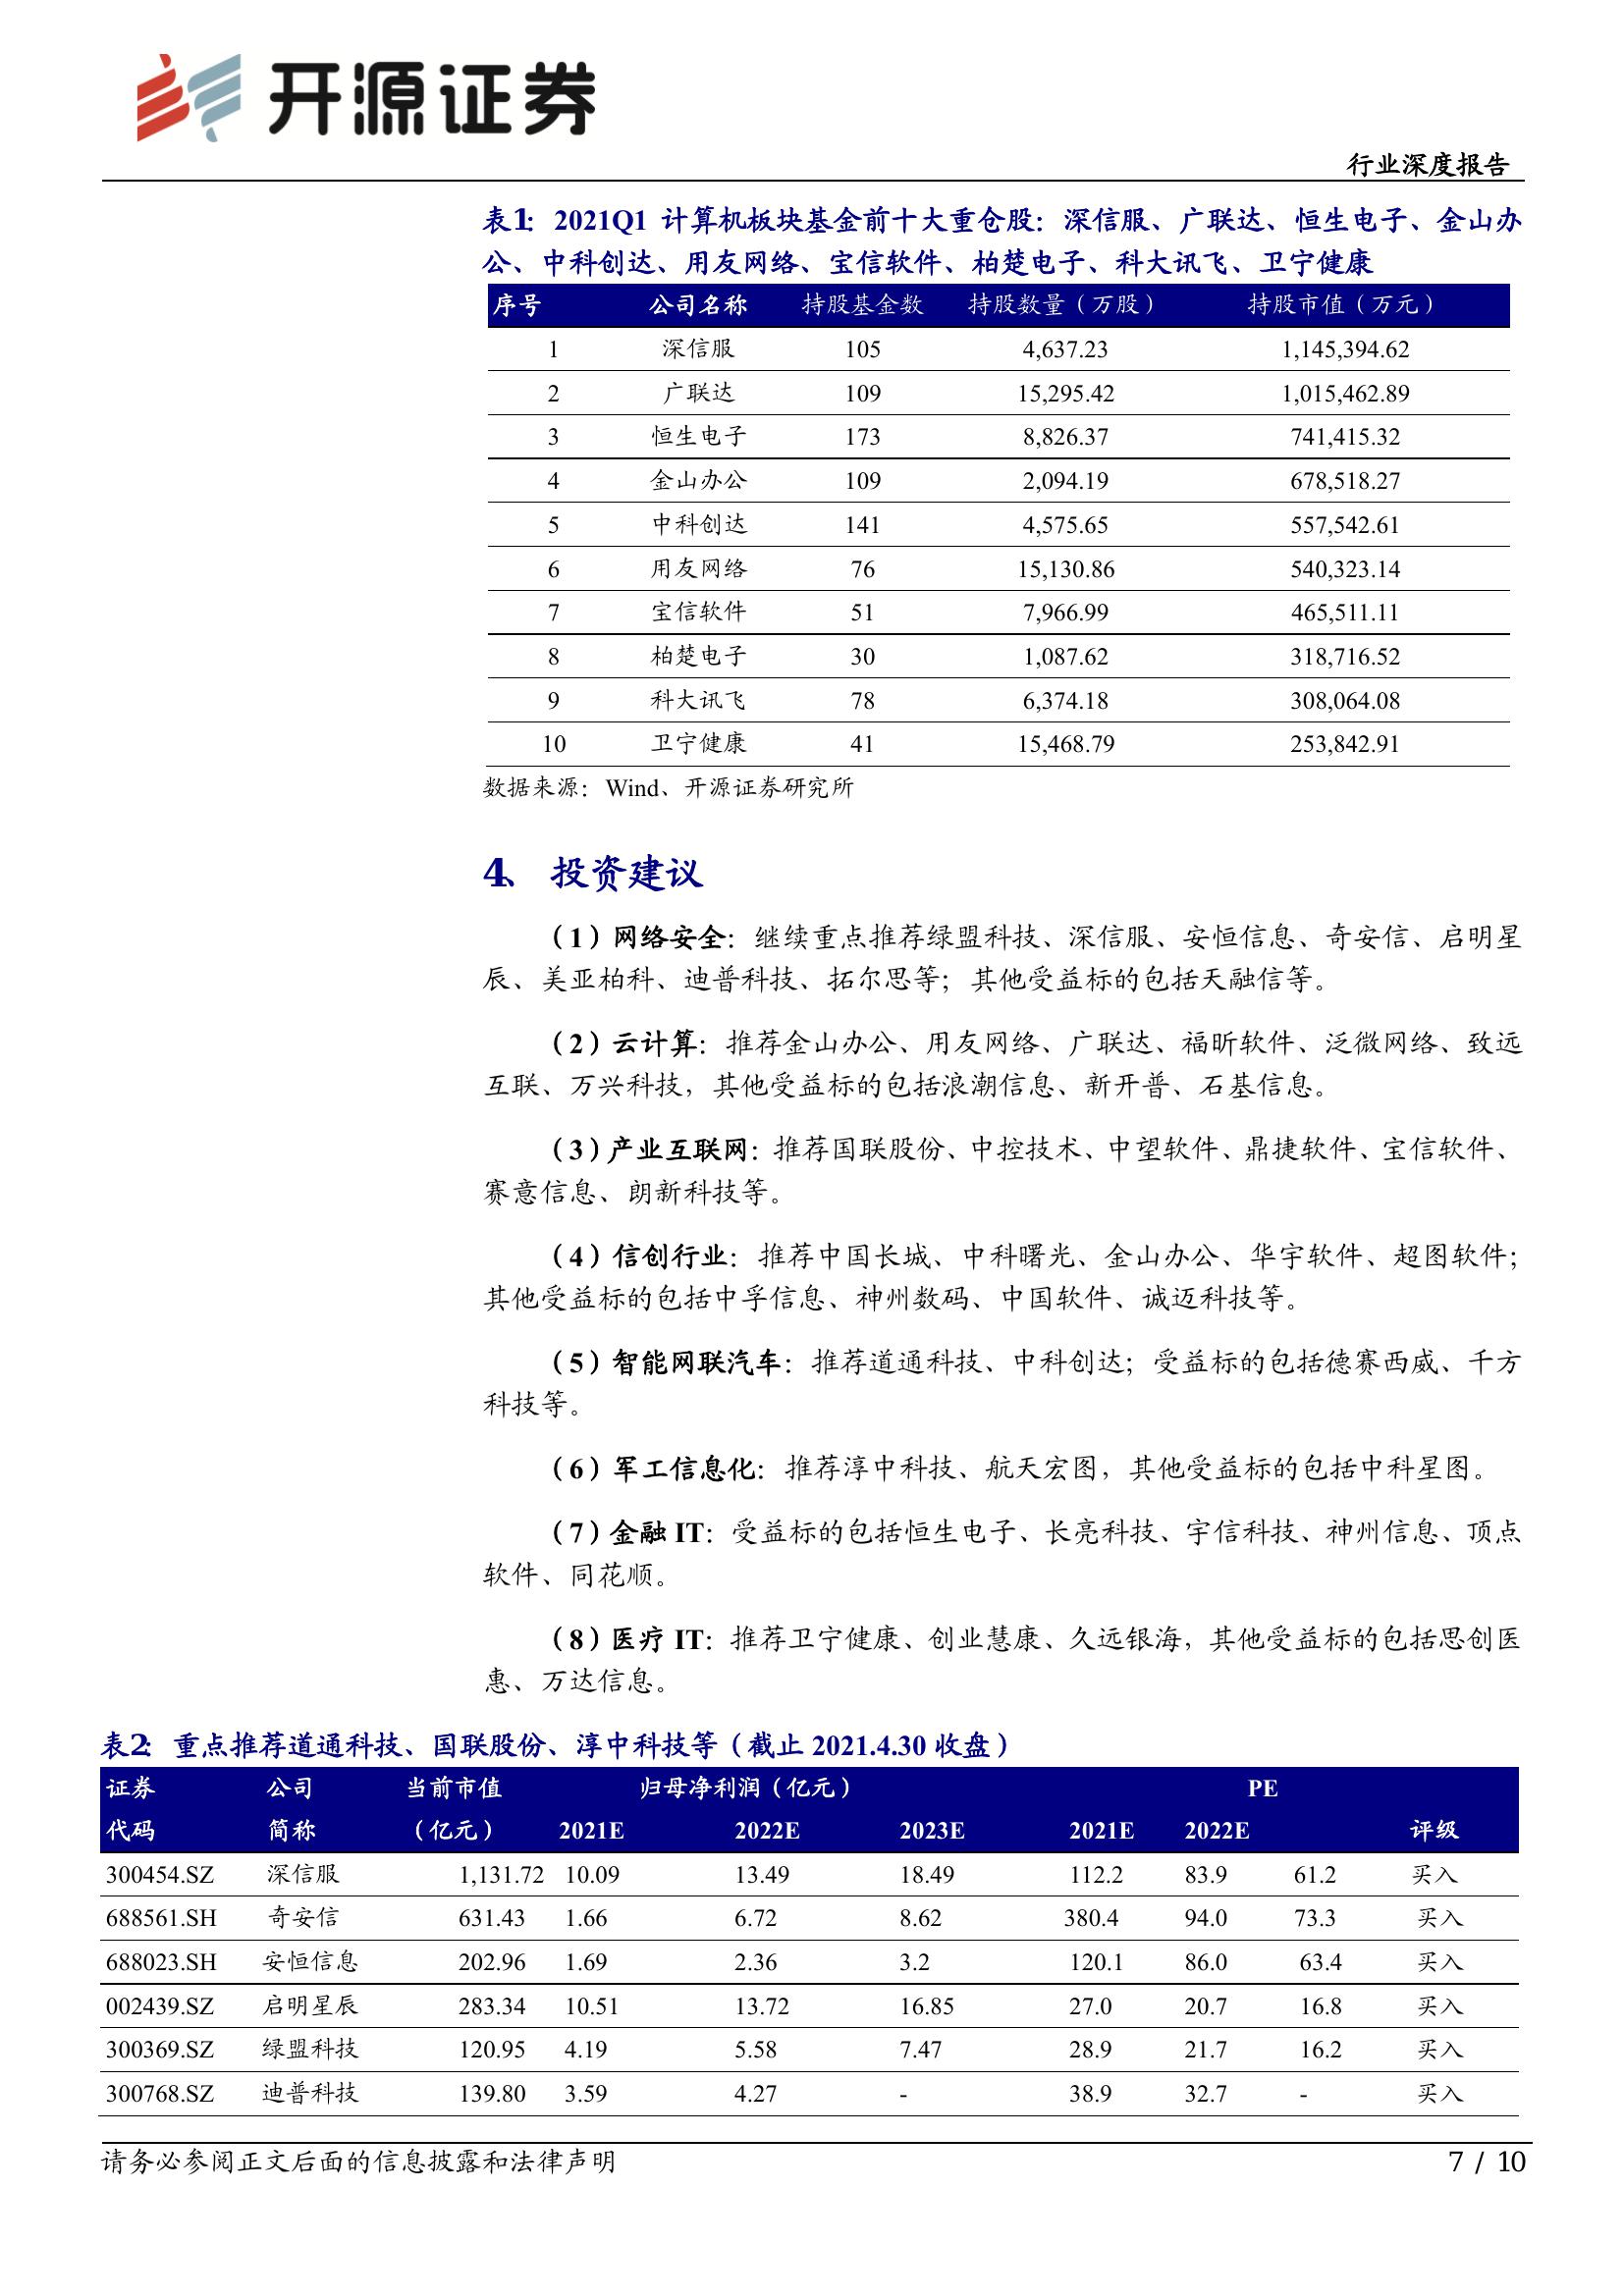 开源证券
行业深度报告
表1：2021Q1 计算机板块基金前十大重仓股：深信服、广联达、恒生电子、金山办
公、中科创达、用友网络、宝信软件、柏楚电子、科大讯飞、卫宁健康
序号 公司名称 持股基金数 持股数量（万股） 持股市值（万元）
1 深信服 105 4,637.23 1,145,394.62
2 广联达 109 15,295.42 1,015,462.89
3 恒生电子 173 8,826.37 741,415.32
4 金山办公 109 2,094.19 678,518.27
5 中科创达 141 4,575.65 557,542.61
6 用友网络 76 15,130.86 540,323.14
7 宝信软件 51 7,966.99 465,511.11
8 柏楚电子 30 1,087.62 318,716.52
9 科大讯飞 78 6,374.18 308,064.08
10 卫宁健康 41 15,468.79 253,842.91
数据来源：Wind、开源证券研究所
4、 投资建议
（1）网络安全：继续重点推荐绿盟科技、深信服、安恒信息、奇安信、启明星
辰、美亚柏科、迪普科技、拓尔思等；其他受益标的包括天融信等。
（2）云计算：推荐金山办公、用友网络、广联达、福昕软件、泛微网络、致远
互联、万兴科技，其他受益标的包括浪潮信息、新开普、石基信息。
（3）产业互联网：推荐国联股份、中控技术、中望软件、鼎捷软件、宝信软件、
赛意信息、朗新科技等。
（4）信创行业：推荐中国长城、中科曙光、金山办公、华宇软件、超图软件；
其他受益标的包括中孚信息、神州数码、中国软件、诚迈科技等。
（5）智能网联汽车：推荐道通科技、中科创达；受益标的包括德赛西威、千方
科技等。
（6）军工信息化：推荐淳中科技、航天宏图，其他受益标的包括中科星图。
（7）金融 IT：受益标的包括恒生电子、长亮科技、宇信科技、神州信息、顶点
软件、同花顺。
（8）医疗 IT：推荐卫宁健康、创业慧康、久远银海，其他受益标的包括思创医
惠、万达信息。
表2：重点推荐道通科技、国联股份、淳中科技等（截止 2021.4.30 收盘）
证券 公司 当前市值 归母净利润（亿元） PE
代码 简称 （亿元） 2021E 2022E 2023E 2021E 2022E 评级
300454.SZ 深信服 1,131.72 10.09 13.49 18.49 112.2 83.9 61.2 买入
688561.SH 奇安信 631.43 1.66 6.72 8.62 380.4 94.0 73.3 买入
688023.SH 安恒信息 202.96 1.69 2.36 3.2 120.1 86.0 63.4 买入
002439.SZ 启明星辰 283.34 10.51 13.72 16.85 27.0 20.7 16.8 买入
300369.SZ 绿盟科技 120.95 4.19 5.58 7.47 28.9 21.7 16.2 买入
300768.SZ 迪普科技 139.80 3.59 4.27 - 38.9 32.7 - 买入
请务必参阅正文后面的信息披露和法律声明 7 / 10